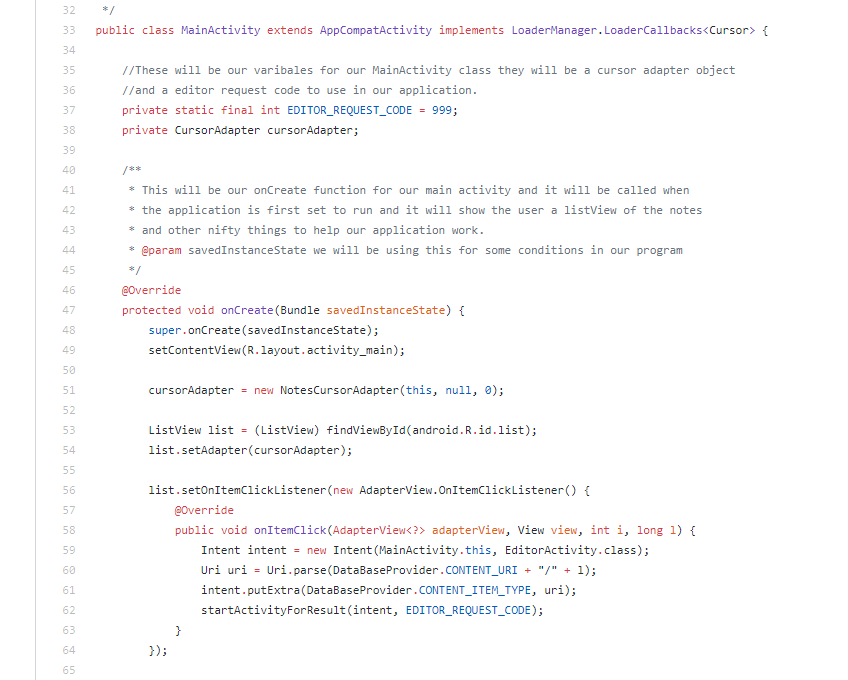 32 */
33 public class MainActivity extends AppCompatActivity implements LoaderManager.LoaderCallbacks<Cursor> {
34
35 //These will be our varibales for our MainActivity class they will be a cursor adapter object
36 //and a editor request code to use in our application.
37 private static final int EDITOR_REQUEST_CODE = 999;
38 private CursorAdapter cursorAdapter;
39
40 /**
41 * This will be our onCreate function for our main activity and it will be called when
42 * the application is first set to run and it will show the user a listView of the notes
43 * and other nifty things to help our application work.
44 * @param savedInstanceState we will be using this for some conditions in our program
45 */
46 @Override
47 protected void onCreate(Bundle savedInstanceState) {
48 super.onCreate(savedInstanceState);
49 setContentView(R.layout.activity_main);
50
51 cursorAdapter = new NotesCursorAdapter(this, null, 0);
52
53 ListView list = (ListView) findViewById(android.R.id.list);
54 list.setAdapter(cursorAdapter);
55
56 list.setOnItemClickListener(new AdapterView.OnItemClickListener() {
57 @Override
58 public void onItemClick(AdapterView<?> adapterView, View view, int i, long l) {
59 Intent intent = new Intent(MainActivity.this, EditorActivity.class);
60 Uri uri = Uri.parse(DataBaseProvider.CONTENT_URI + "/" + l);
61 intent.putExtra(DataBaseProvider.CONTENT_ITEM_TYPE, uri);
62 startActivityForResult(intent, EDITOR_REQUEST_CODE);
63 }
64 });
65